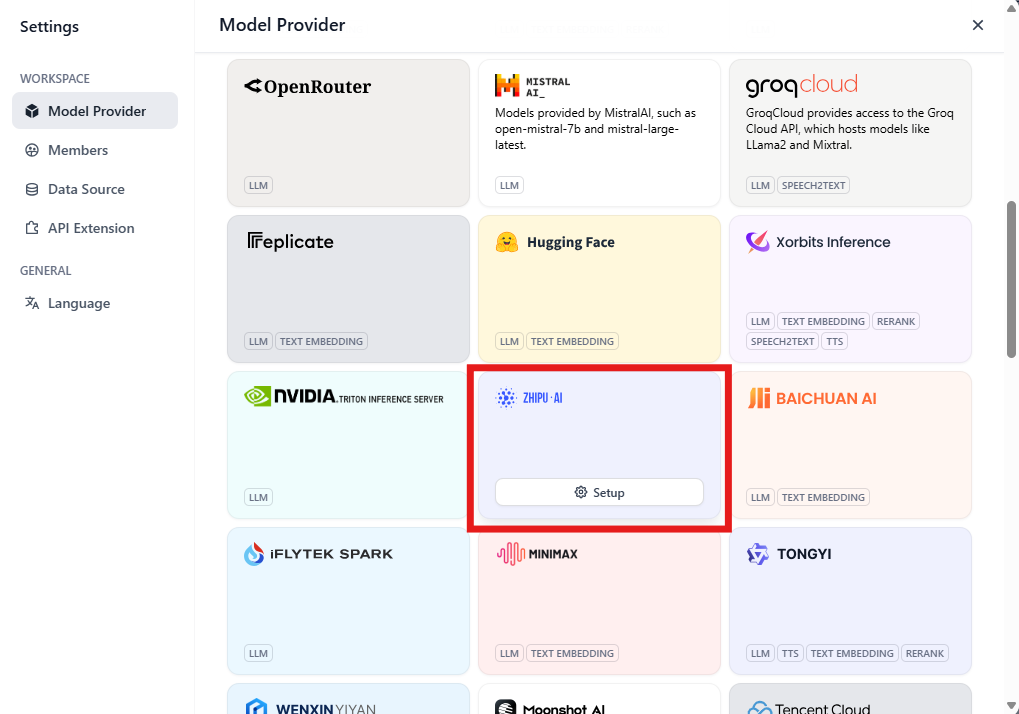 Settings
Model Provider
WORKSPACE
Model Provider
Members
Data Source
API Extension
GENERAL
Language
OpenRouter
LLM
MISTRAL
AI_
Models provided by MistralAI, such as
open-mistral-7b and mistral-large-
latest.
LLM
groqcloud
GroqCloud provides access to the Groq
Cloud API, which hosts models like
LLama2 and Mixtral.
LLM SPEECH2TEXT
replicate
LLM TEXT EMBEDDING
Hugging Face
LLM TEXT EMBEDDING
Xorbits Inference
LLM TEXT EMBEDDING RERANK
SPEECH2TEXT TTS
NVIDIA.TRITON INFERENCE SERVER
LLM
ZHIPU·AI
Setup
BAICHUAN AI
LLM TEXT EMBEDDING
iFLYTEK SPARK
LLM
MINIMAX
LLM TEXT EMBEDDING
TONGYI
LLM TTS TEXT EMBEDDING RERANK
WENXIN YIYAN
Moonshot AI
Tencent Cloud